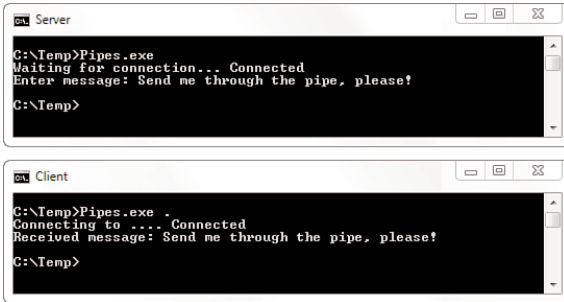 Server
C:\Temp>Pipes.exe
Waiting for connection... Connected
Enter message: Send me through the pipe, please!
C:\Temp>
Client
C:\Temp>Pipes.exe .
Connecting to .... Connected
Received message: Send me through the pipe, please!
C:\Temp>